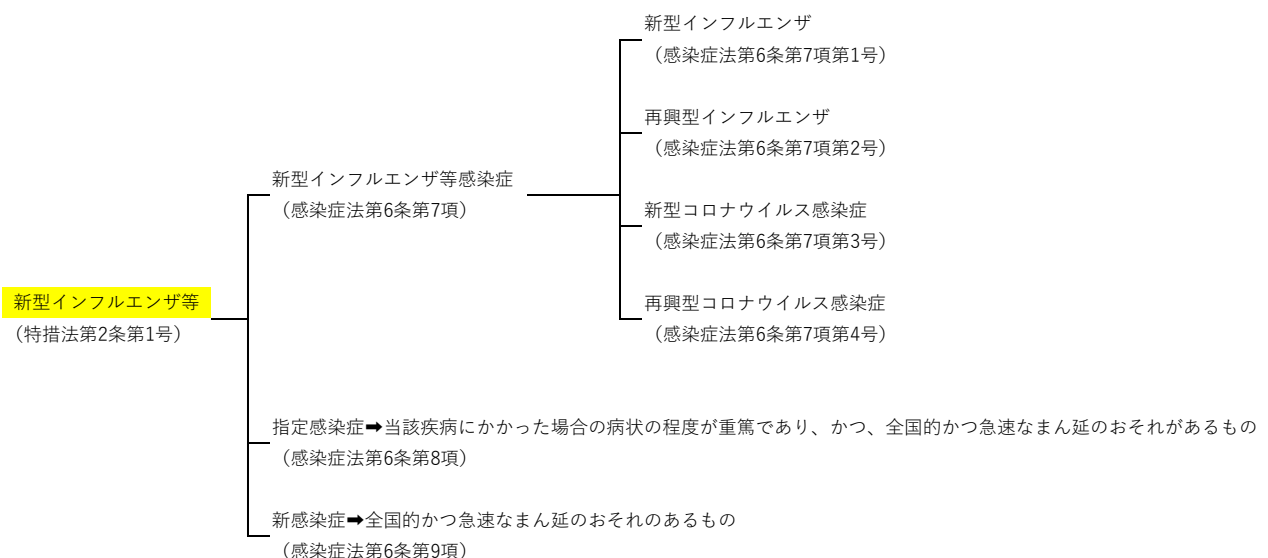 新型インフルエンザ
（感染症法第6条第7項第1号）
再興型インフルエンザ
（感染症法第6条第7項第2号）
新型インフルエンザ等感染症
（感染症法第6条第7項）
新型コロナウイルス感染症
（感染症法第6条第7項第3号）
新型インフルエンザ等
（特措法第2条第1号）
再興型コロナウイルス感染症
（感染症法第6条第7項第4号）
指定感染症➡当該疾病にかかった場合の病状の程度が重篤であり、かつ、全国的かつ急速なまん延のおそれがあるもの
（感染症法第6条第8項）
新感染症➡全国的かつ急速なまん延のおそれのあるもの
（感染症法第6条第9項）